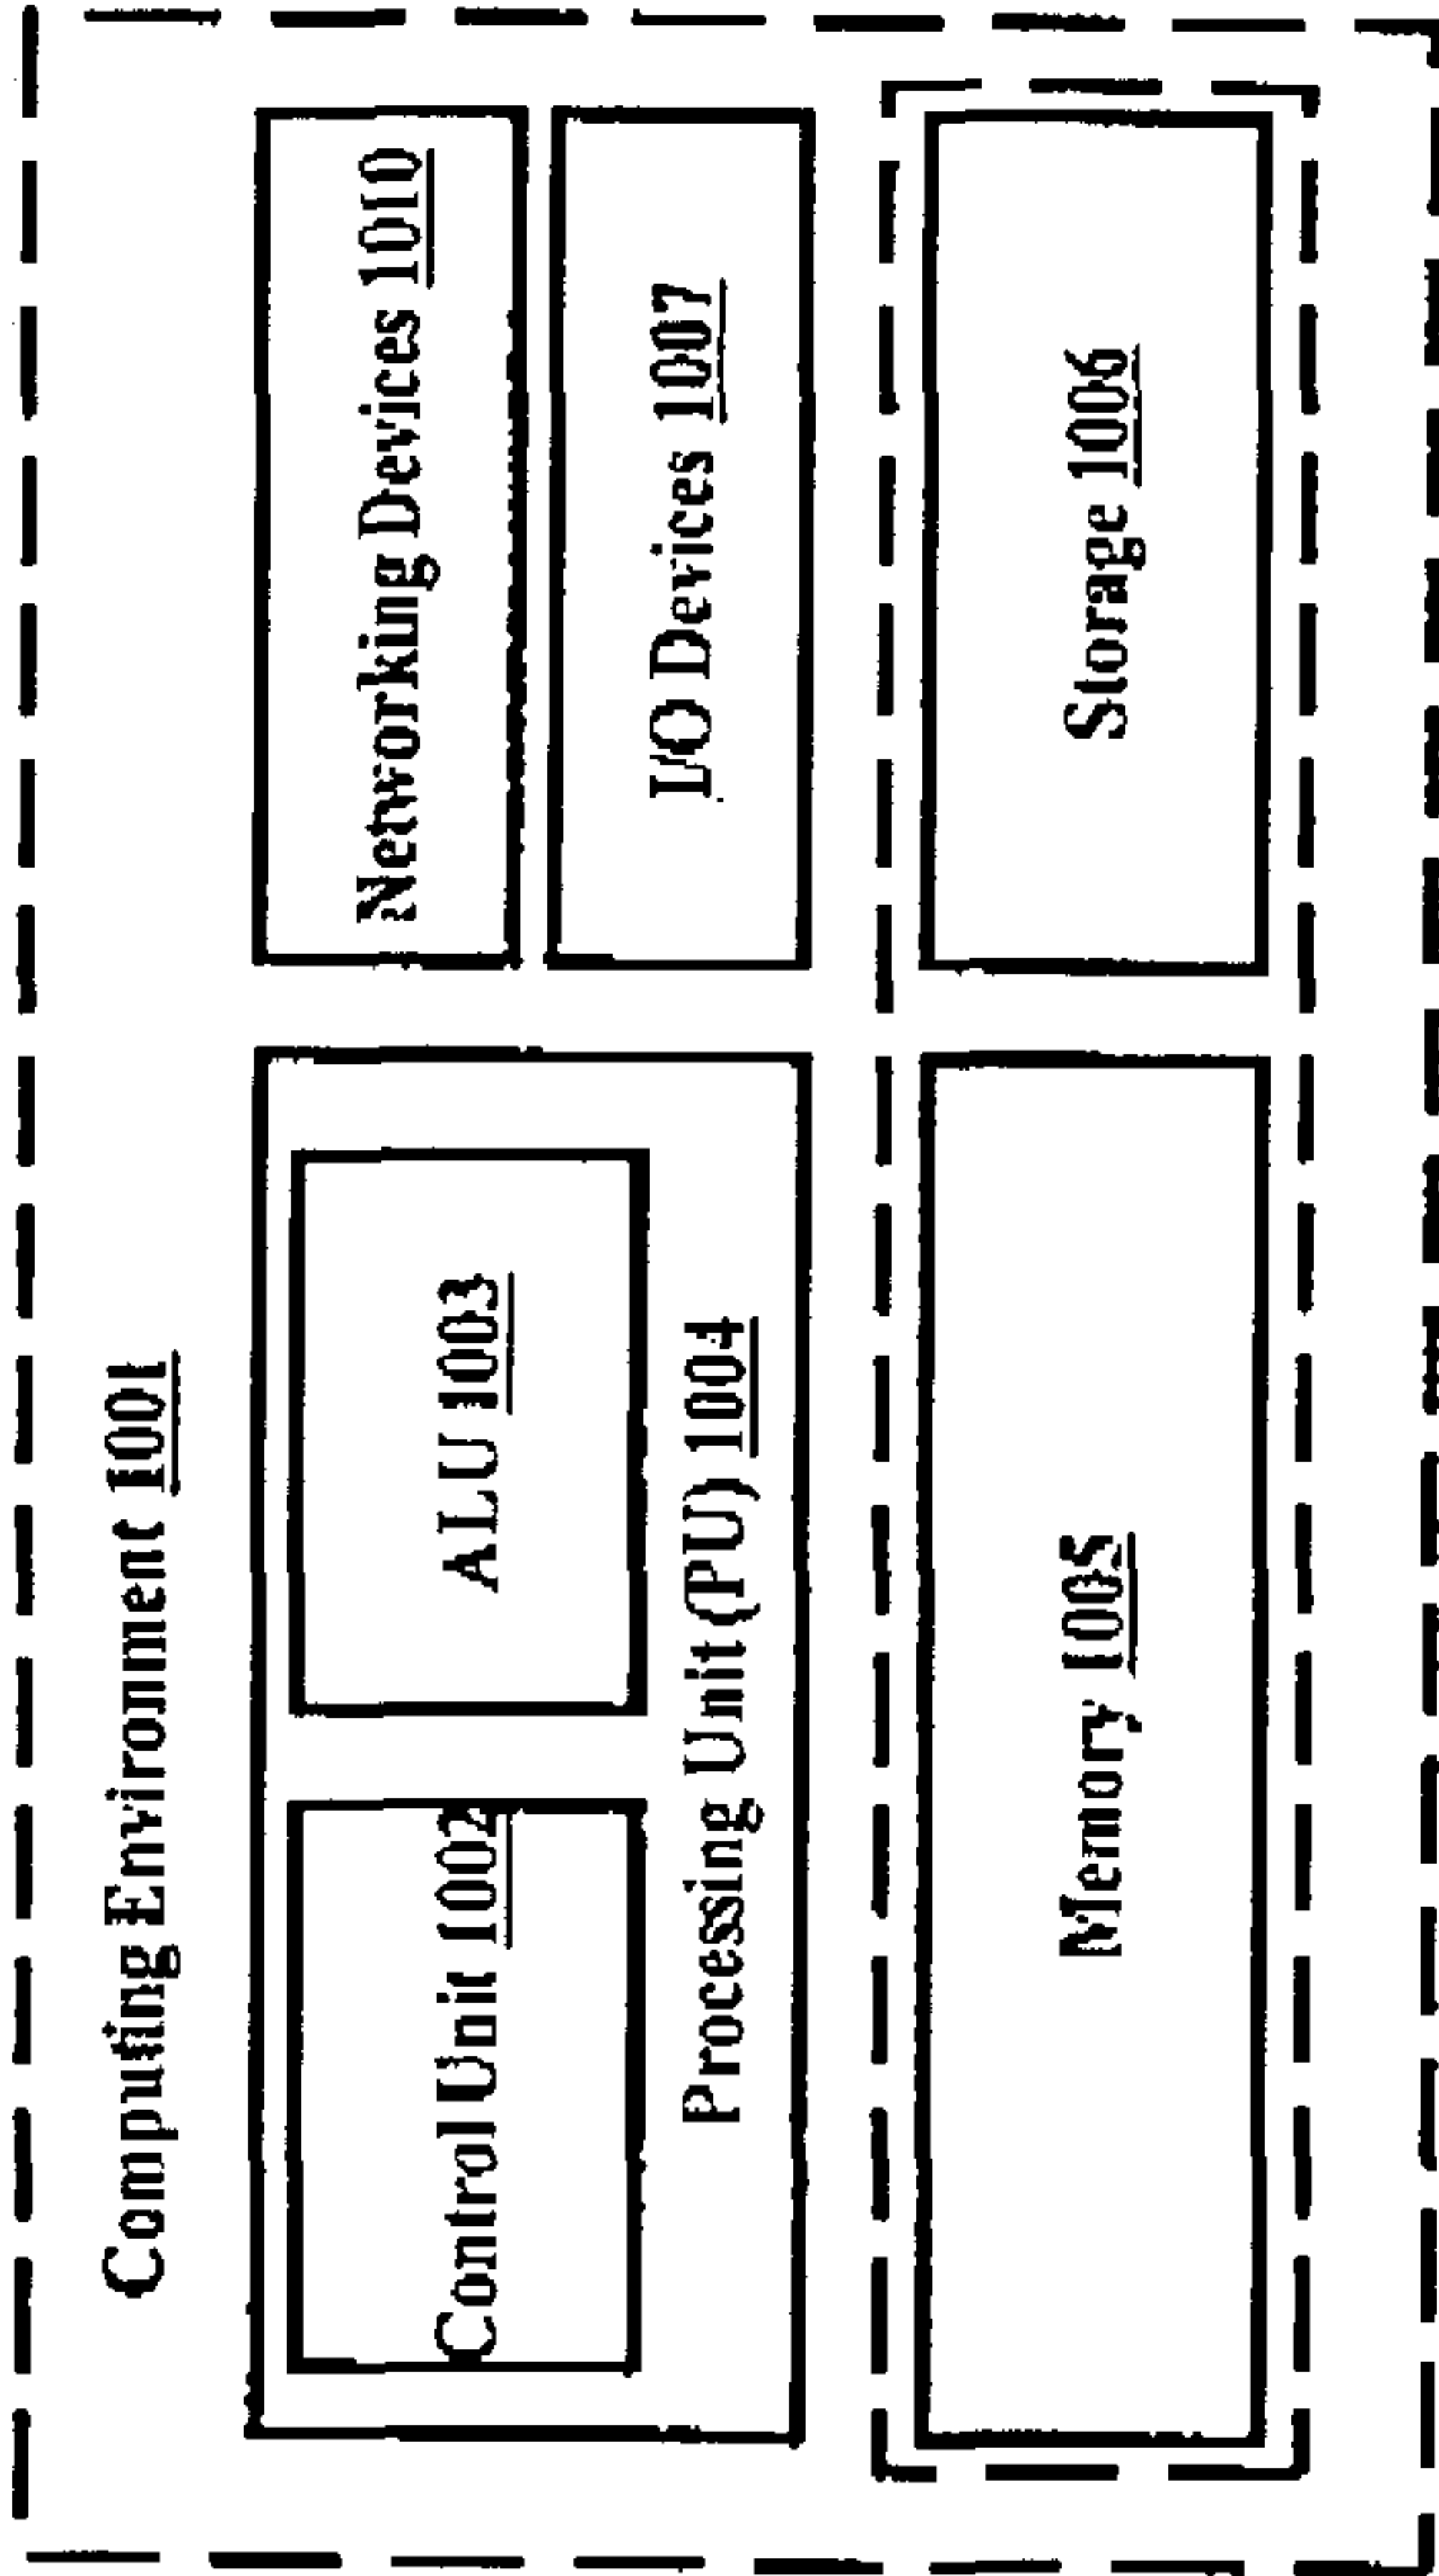 Computing Environment 1001
Control Unit 1002
ALU 1003
Processing Unit (PU) 1004
Networking Devices 1010
I/O Devices 1007
Memory 1005
Storage 1006